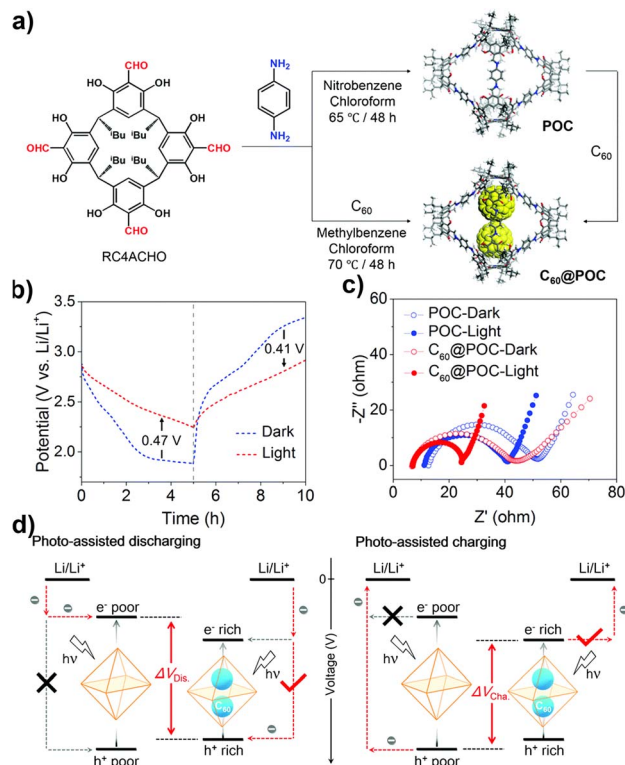 a)
CHO
OH
HO
OH
HO
iBu
iBu
OHC
CHO
iBu
iBu
HO
OH
HO
OH
CHO
RC4ACHO
NH2
NH2
Nitrobenzene
Chloroform
65 °C / 48 h
POC
C60
C60
Methylbenzene
Chloroform
70 °C / 48 h
C60@POC
b)
Potential (V vs. Li/Li+)
3.5
3.0
2.5
2.0
0.47 V
0.41 V
Dark
Light
0 2 4 6 8 10
Time (h)
c)
-Z'' (ohm)
60
40
20
0
POC-Dark
POC-Light
C60@POC-Dark
C60@POC-Light
0 20 40 60 80
Z' (ohm)
d)
Photo-assisted discharging
Li/Li+
Li/Li+
e- poor
e- rich
hν
hν
ΔVDis.
C60
h+ poor
h+ rich
0
Voltage (V)
Photo-assisted charging
Li/Li+
Li/Li+
e- poor
e- rich
hν
hν
ΔVCha.
C60
h+ poor
h+ rich